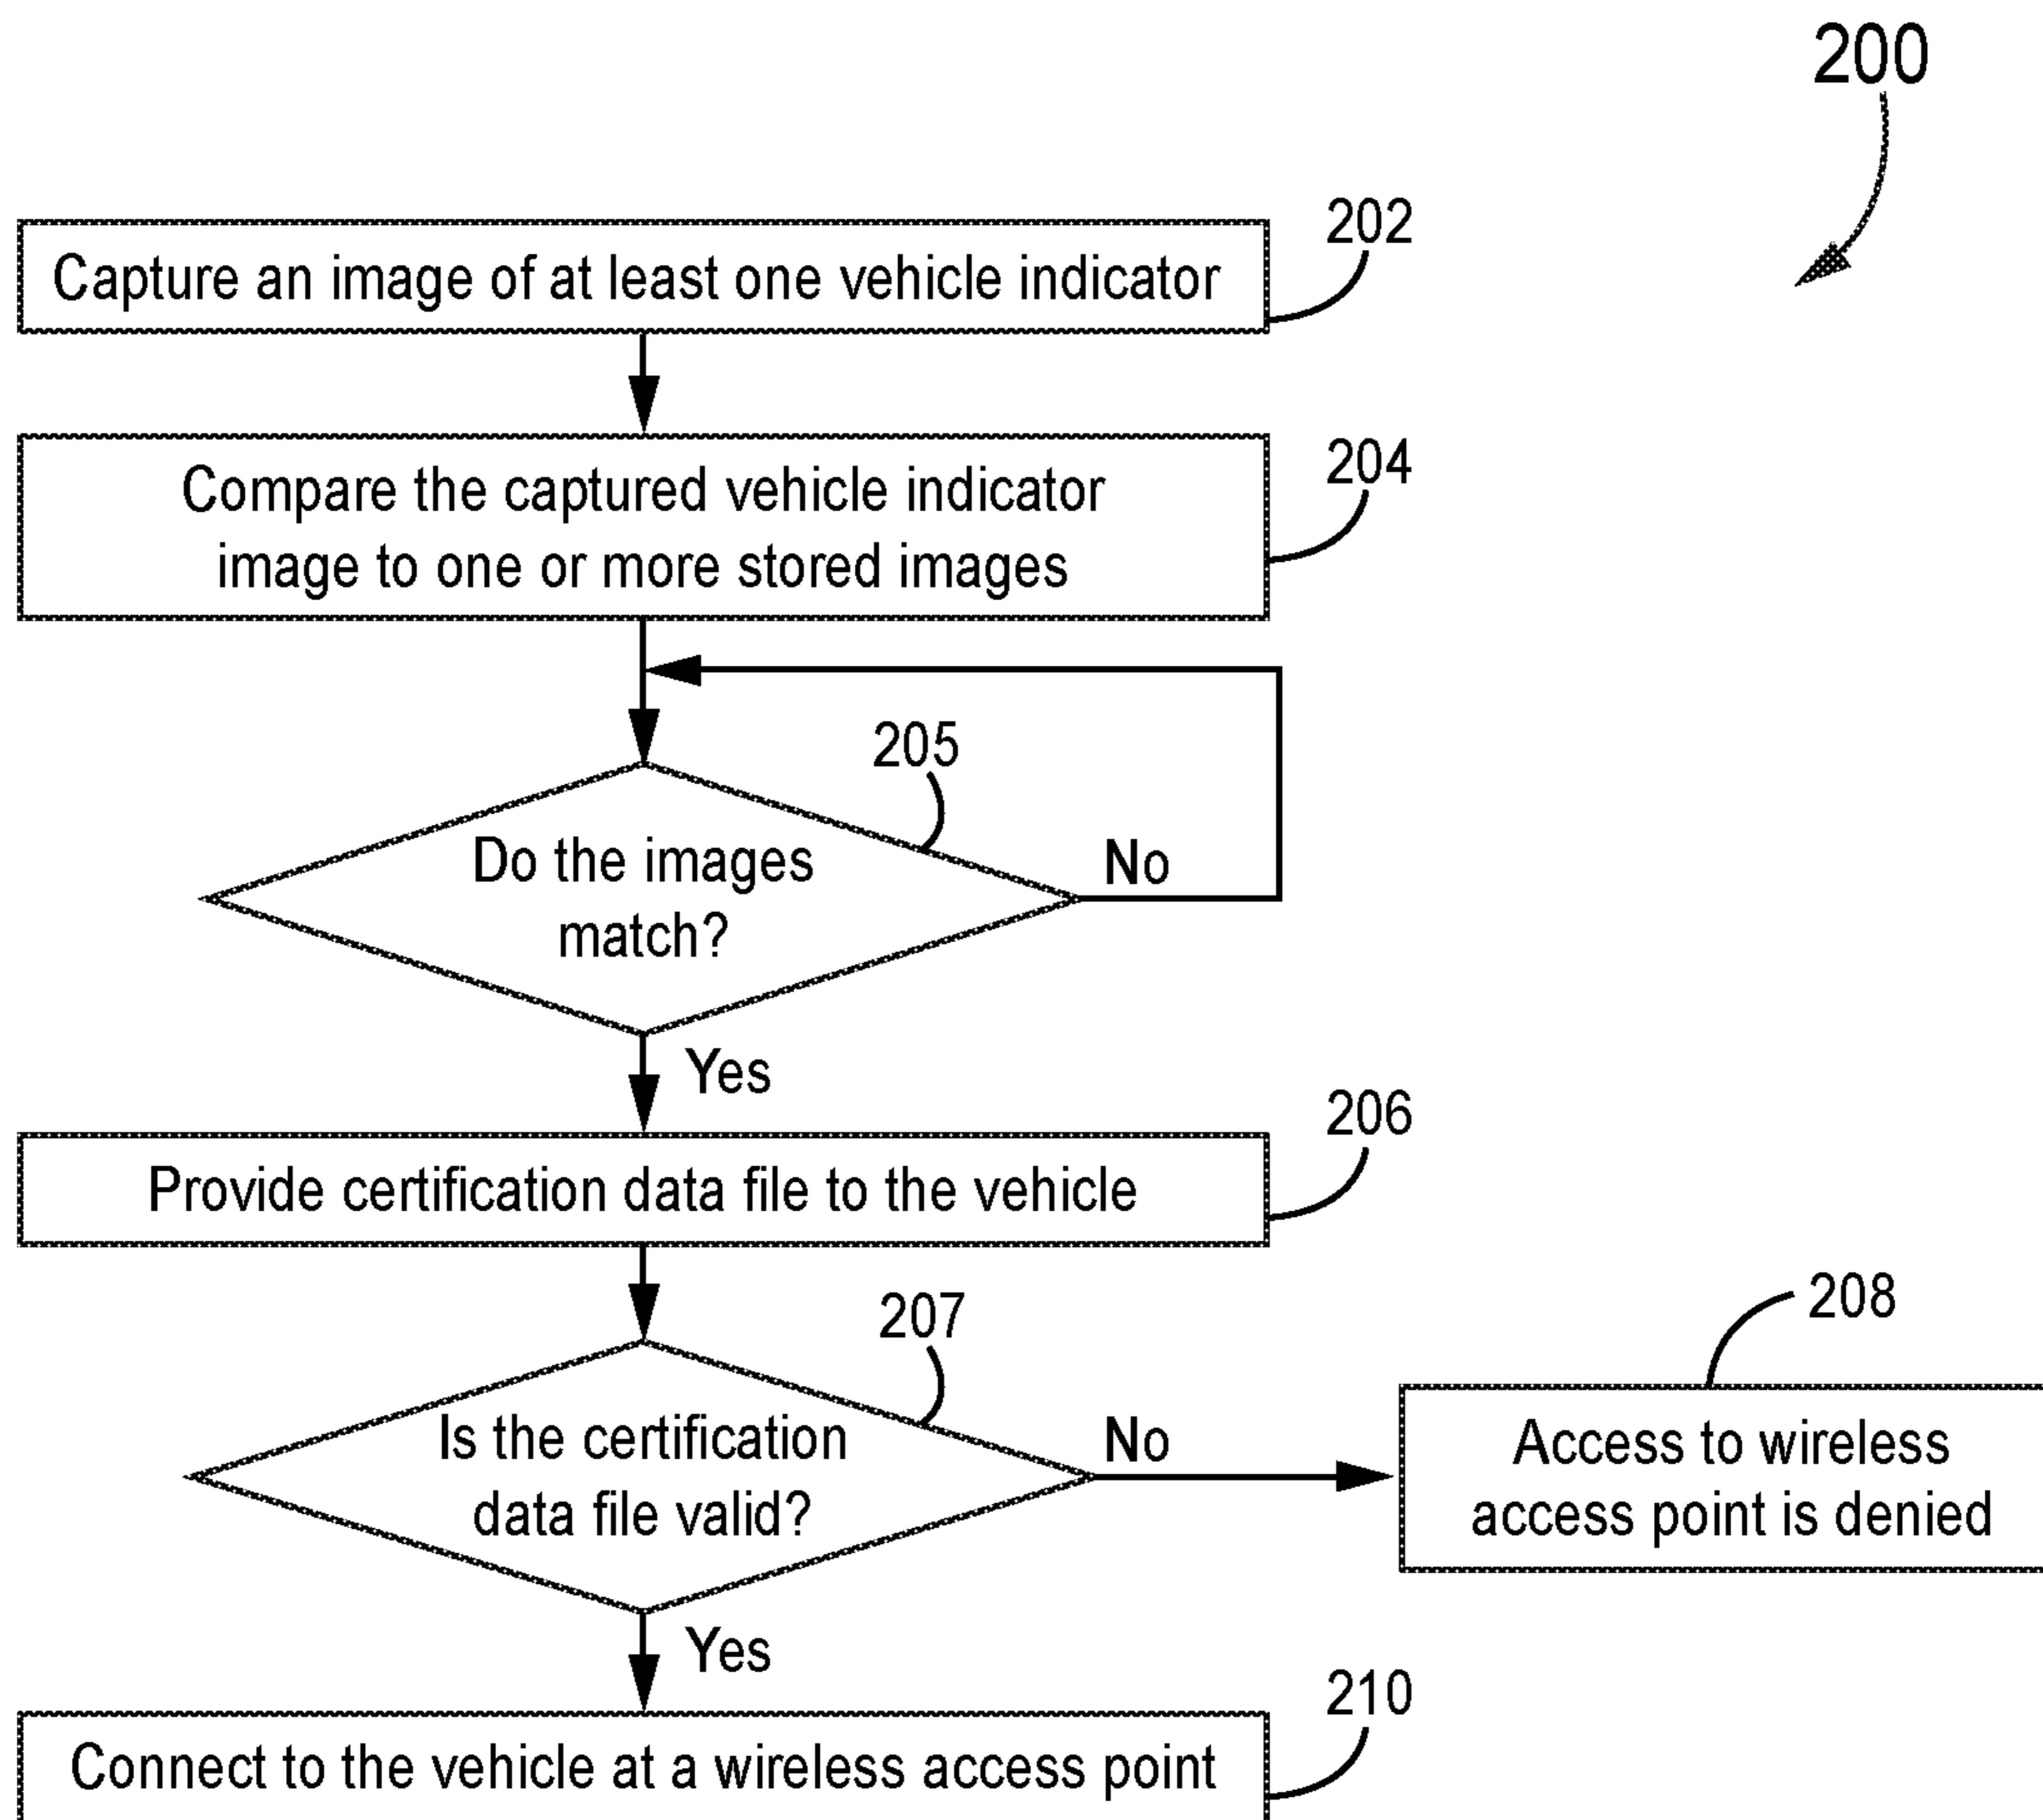 200
202
Capture an image of at least one vehicle indicator
204
Compare the captured vehicle indicator
image to one or more stored images
205
Do the images
match?
No
Yes
206
Provide certification data file to the vehicle
207
208
Is the certification
data file valid?
No
Access to wireless
access point is denied
Yes
210
Connect to the vehicle at a wireless access point